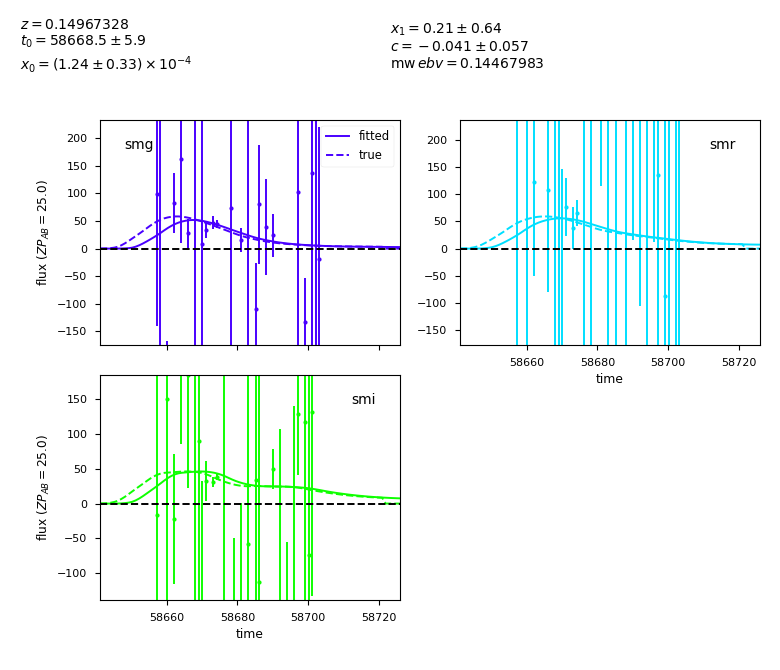 z = 0.14967328
t₀ = 58668.5 ± 5.9
x₀ = (1.24 ± 0.33) × 10⁻⁴
x₁ = 0.21 ± 0.64
c = −0.041 ± 0.057
mw ebv = 0.14467983
smg
fitted
true
200
150
100
50
0
−50
−100
−150
flux (ZP_AB = 25.0)
smr
200
150
100
50
0
−50
−100
−150
58660 58680 58700 58720
time
smi
150
100
50
0
−50
−100
flux (ZP_AB = 25.0)
58660 58680 58700 58720
time